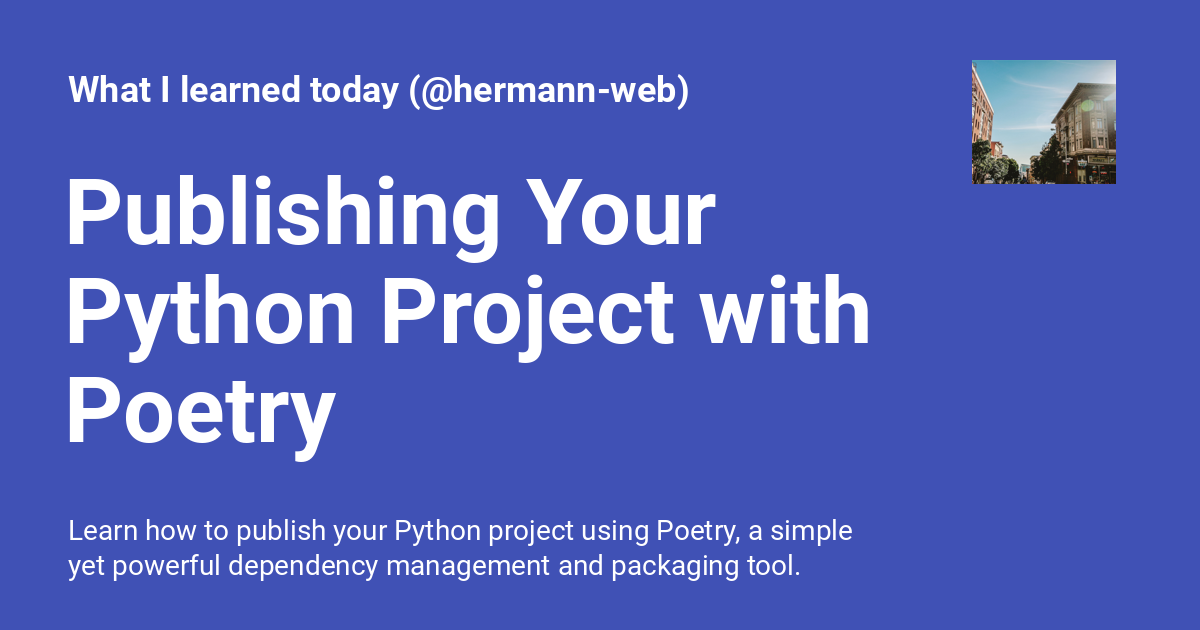 What I learned today (@hermann-web)
Publishing Your
Python Project with
Poetry
Learn how to publish your Python project using Poetry, a simple
yet powerful dependency management and packaging tool.